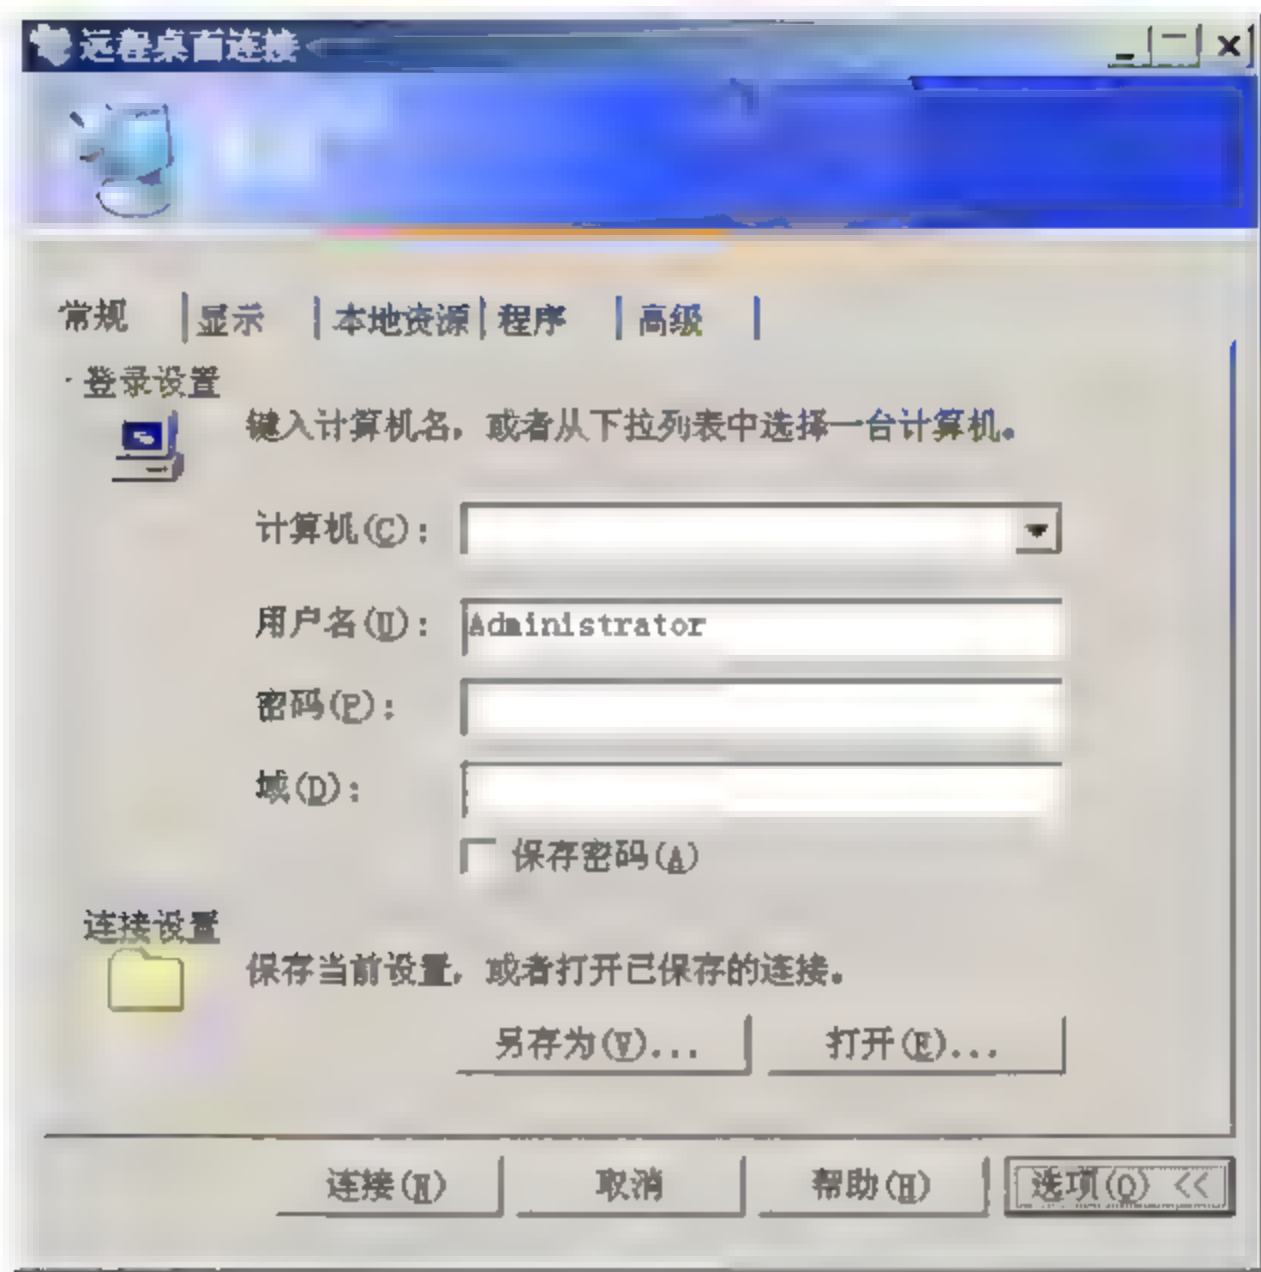 远程桌面连接
常规 显示 本地资源 程序 高级
登录设置
键入计算机名，或者从下拉列表中选择一台计算机。
计算机(C)：
用户名(U)： Administrator
密码(P)：
域(D)：
保存密码(A)
连接设置
保存当前设置，或者打开已保存的连接。
另存为(V)... 打开(E)...
连接(N) 取消 帮助(H) 选项(O) <<